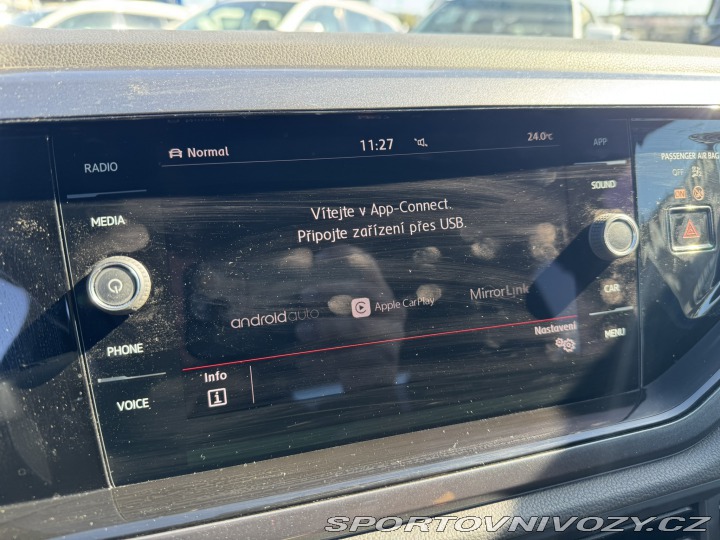 Normal
11:27
24.0°C
RADIO
MEDIA
PHONE
VOICE
APP
SOUND
CAR
MENU
Vítejte v App-Connect.
Připojte zařízení přes USB.
androidauto
Apple CarPlay
MirrorLink
Nastavení
Info
i
PASSENGER AIR BAG
OFF
SPORTOVNIVOZY.CZ